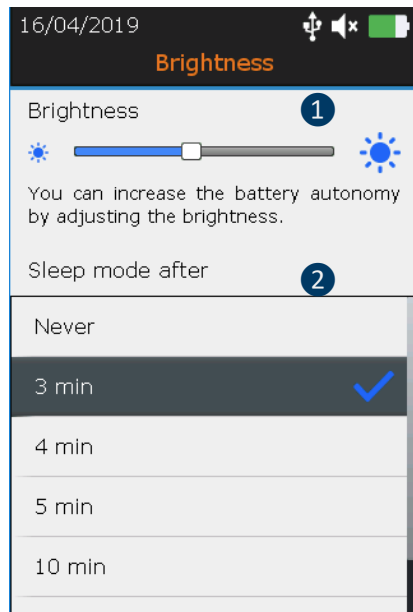 16/04/2019
Brightness
Brightness
1
You can increase the battery autonomy
by adjusting the brightness.
Sleep mode after
2
Never
3 min
4 min
5 min
10 min